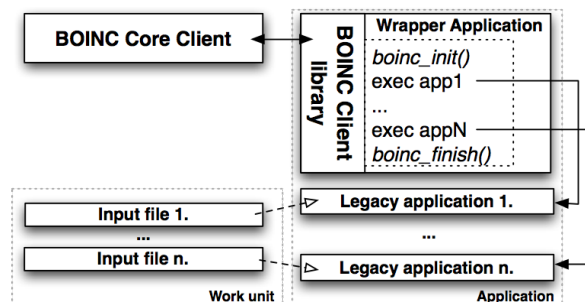 BOINC Core Client
BOINC Client library
Wrapper Application
boinc_init()
exec app1
...
exec appN
boinc_finish()
Input file 1.
...
Input file n.
Work unit
Legacy application 1.
...
Legacy application n.
Application